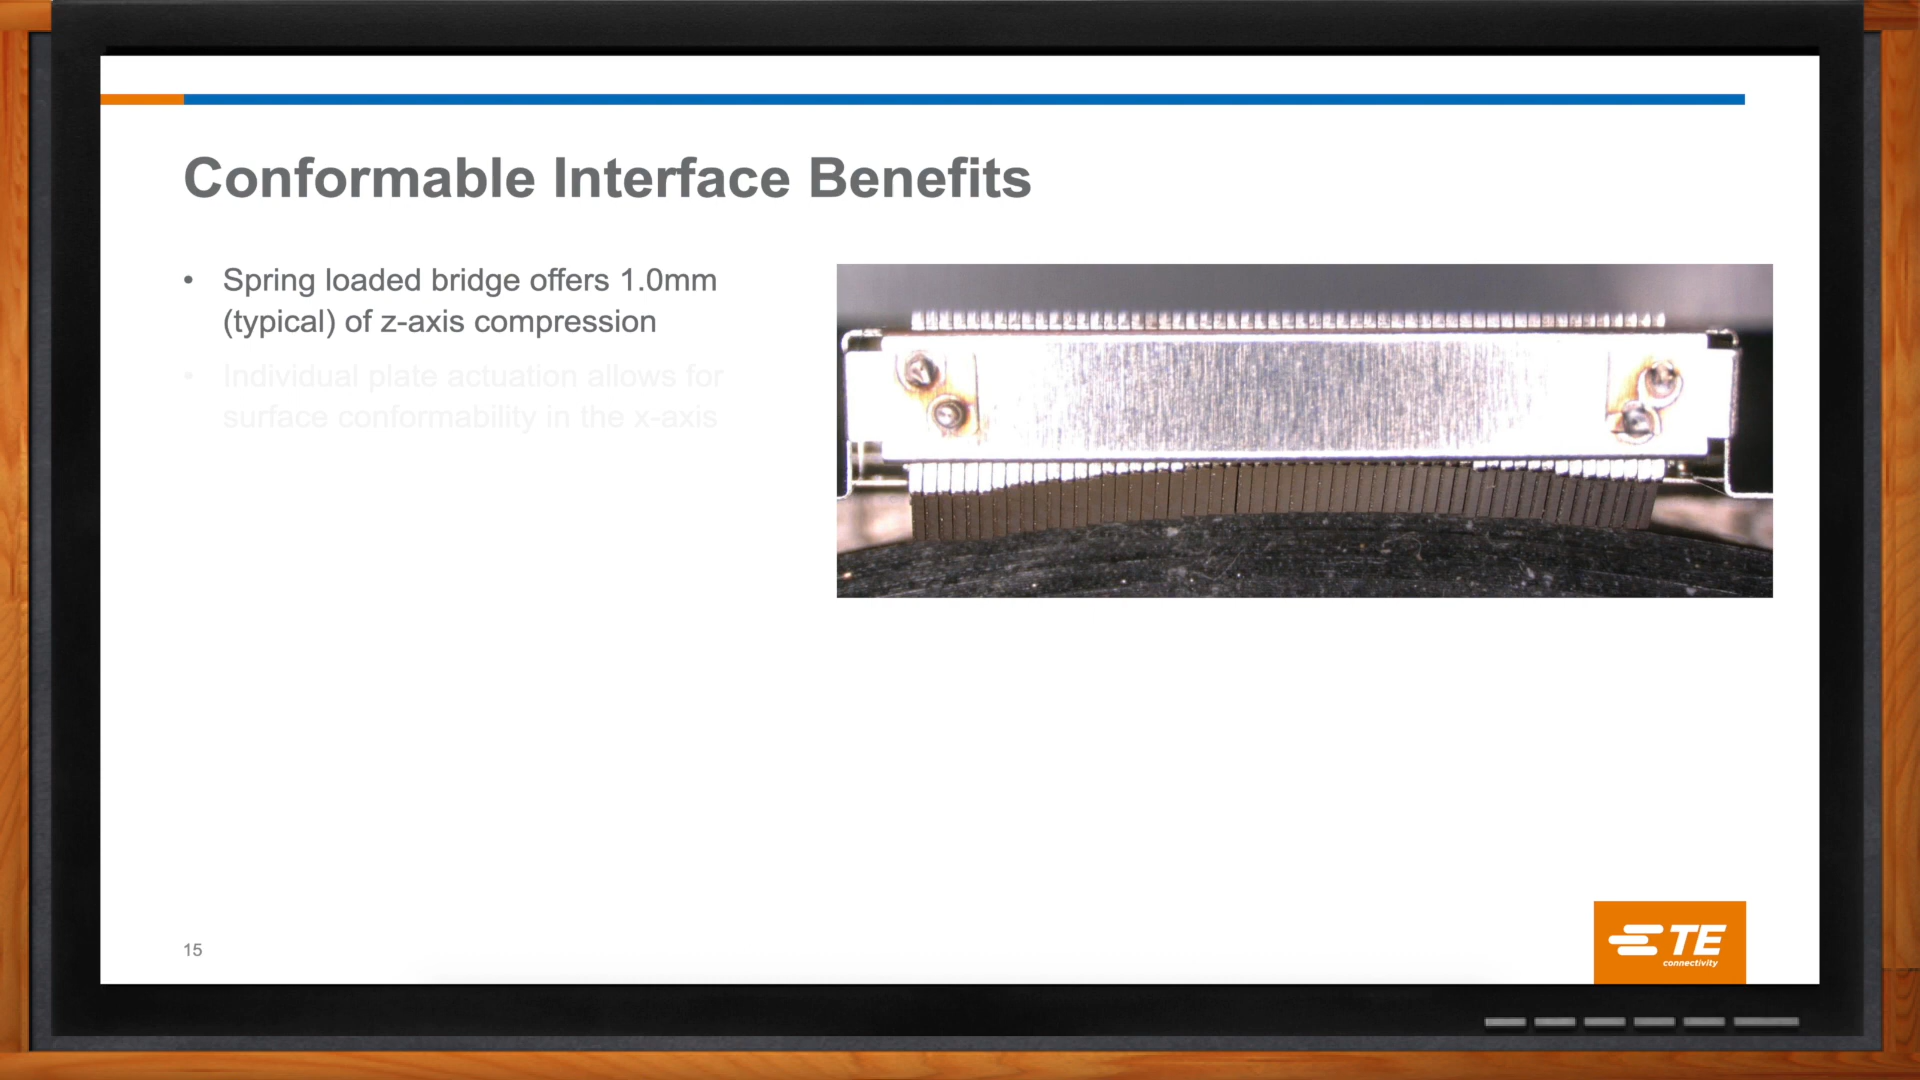 Conformable Interface Benefits
• Spring loaded bridge offers 1.0mm
(typical) of z-axis compression
• Individual plate actuation allows for
surface conformability in the x-axis
15
TE
connectivity